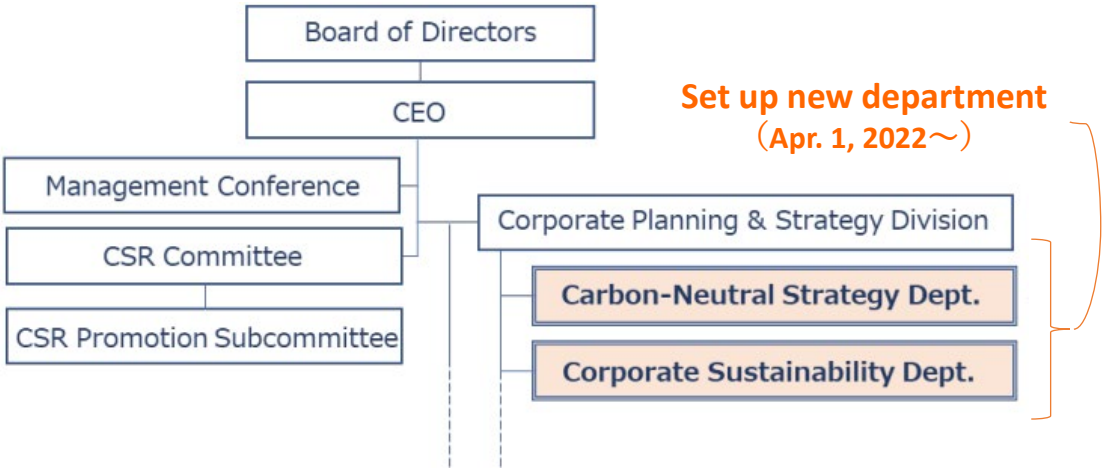 Board of Directors
CEO
Set up new department
（Apr. 1, 2022～）
Management Conference
Corporate Planning & Strategy Division
CSR Committee
Carbon-Neutral Strategy Dept.
CSR Promotion Subcommittee
Corporate Sustainability Dept.